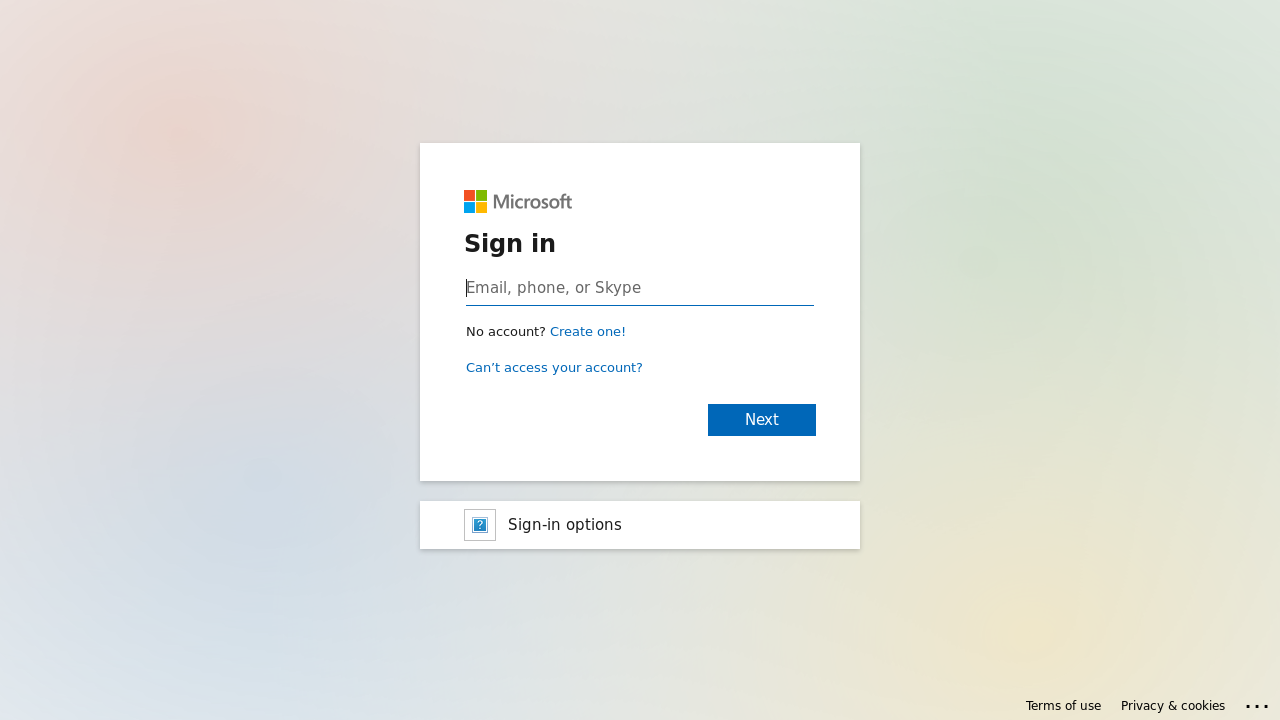 Microsoft
Sign in
Email, phone, or Skype
No account? Create one!
Can’t access your account?
Next
Sign-in options
Terms of use Privacy & cookies ...